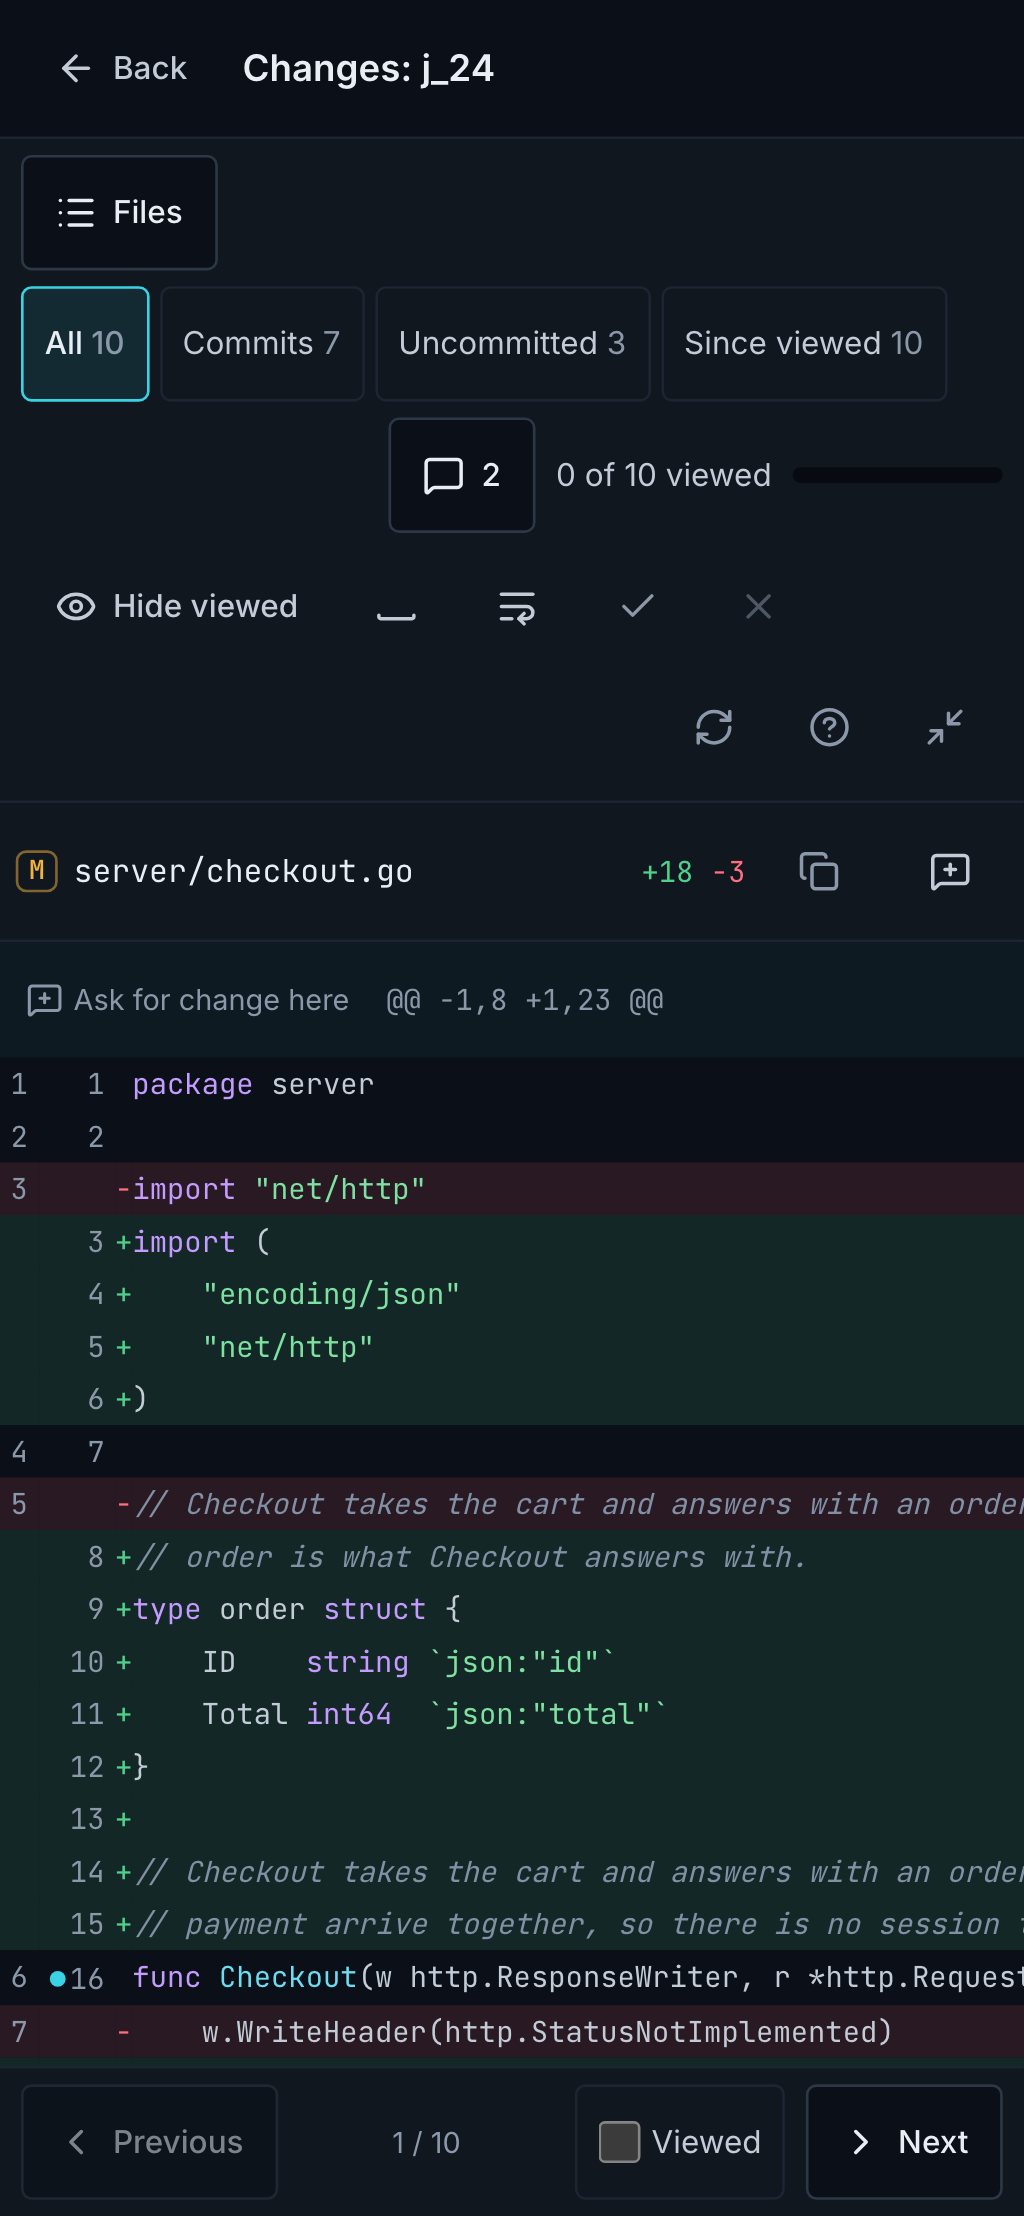 Back Changes: j_24
Files
All 10 Commits 7 Uncommitted 3 Since viewed 10
2 0 of 10 viewed
Hide viewed
M server/checkout.go +18 -3
Ask for change here @@ -1,8 +1,23 @@
1 1 package server
2 2
3 -import "net/http"
3 +import (
4 +    "encoding/json"
5 +    "net/http"
6 +)
4 7
5 -// Checkout takes the cart and answers with an order
8 +// order is what Checkout answers with.
9 +type order struct {
10 +    ID    string `json:"id"`
11 +    Total int64  `json:"total"`
12 +}
13 +
14 +// Checkout takes the cart and answers with an order
15 +// payment arrive together, so there is no session
6 16 func Checkout(w http.ResponseWriter, r *http.Request
7 -    w.WriteHeader(http.StatusNotImplemented)
Previous 1 / 10 Viewed Next